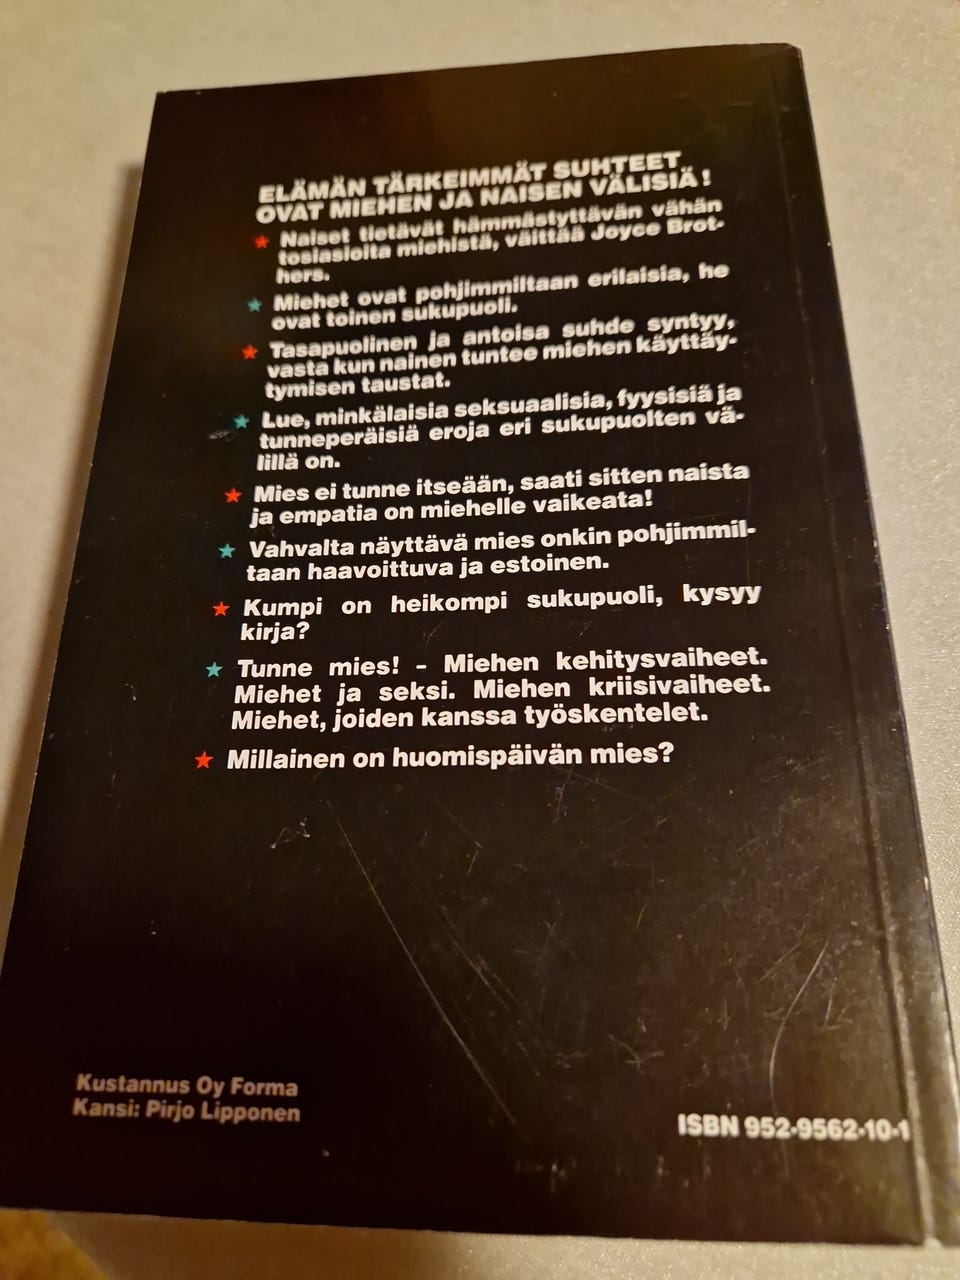 ELÄMÄN TÄRKEIMMÄT SUHTEET
OVAT MIEHEN JA NAISEN VÄLISIÄ!
Naiset tietävät hämmästyttävän vähän
tosiasioita miehistä, väittää Joyce Brot-
hers.
Miehet ovat pohjimmiltaan erilaisia, he
ovat toinen sukupuoli.
Tasapuolinen ja antoisa suhde syntyy,
vasta kun nainen tuntee miehen käyttäy-
tymisen taustat.
Lue, minkälaisia seksuaalisia, fyysisiä ja
tunneperäisiä eroja eri sukupuolten vä-
lillä on.
Mies ei tunne itseään, saati sitten naista
ja empatia on miehelle vaikeata!
Vahvalta näyttävä mies onkin pohjimmil-
taan haavoittuva ja estoinen.
Kumpi on heikompi sukupuoli, kysyy
kirja?
Tunne mies! - Miehen kehitysvaiheet.
Miehet ja seksi. Miehen kriisivaiheet.
Miehet, joiden kanssa työskentelet.
Millainen on huomispäivän mies?
Kustannus Oy Forma
Kansi: Pirjo Lipponen
ISBN 952-9562-10-1